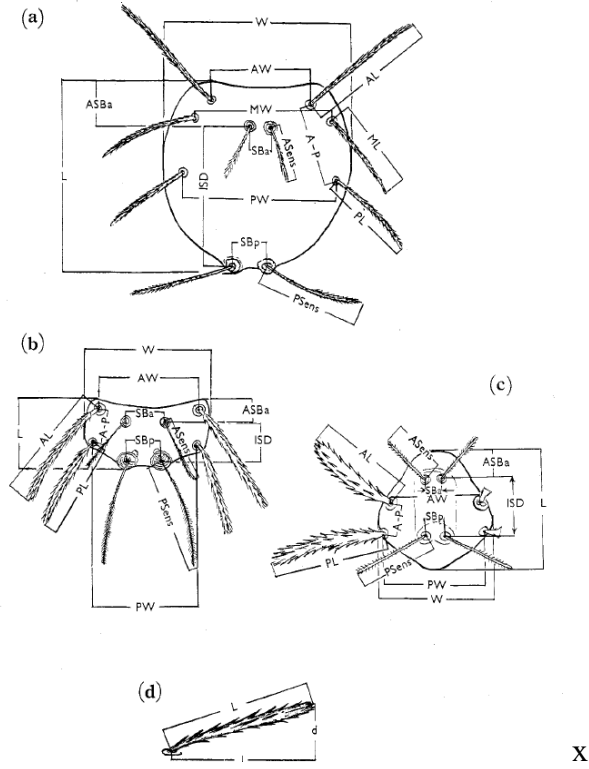 (a)
W
AW
AL
ASBa
MW
ML
A-P
SBa
ASens
L
ISD
PW
PL
SBp
PSens
(b)
W
AW
(c)
AL
A-P
SBa
ASBa
L
ISD
SBp
ASens
PL
PSens
PW
ASens
AL
ASBa
SBa
AW
ISD
L
A-P
SBp
PL
PSens
PW
W
(d)
L
d
X